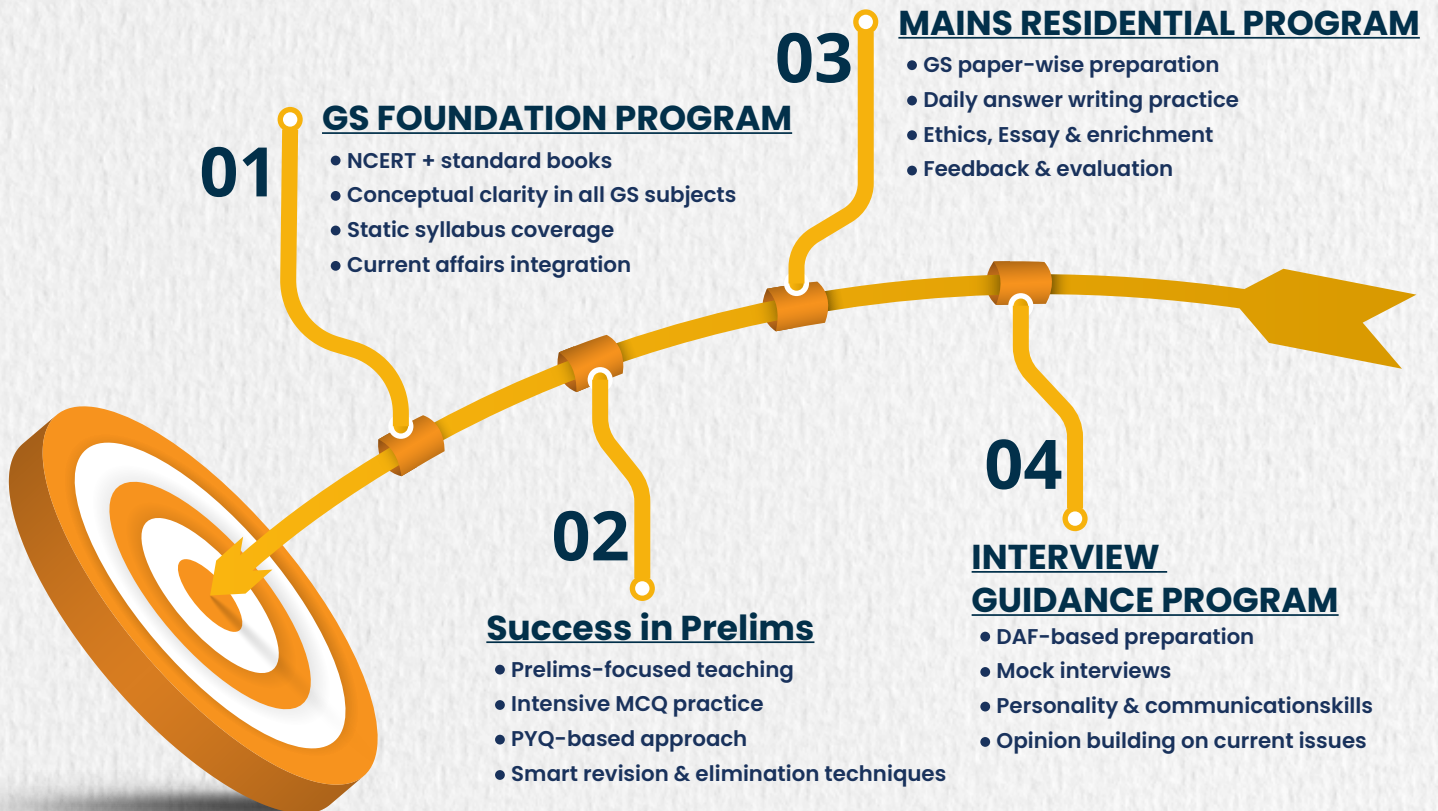 01
GS FOUNDATION PROGRAM
• NCERT + standard books
• Conceptual clarity in all GS subjects
• Static syllabus coverage
• Current affairs integration
02
Success in Prelims
• Prelims-focused teaching
• Intensive MCQ practice
• PYQ-based approach
• Smart revision & elimination techniques
03
MAINS RESIDENTIAL PROGRAM
• GS paper-wise preparation
• Daily answer writing practice
• Ethics, Essay & enrichment
• Feedback & evaluation
04
INTERVIEW
GUIDANCE PROGRAM
• DAF-based preparation
• Mock interviews
• Personality & communicationskills
• Opinion building on current issues